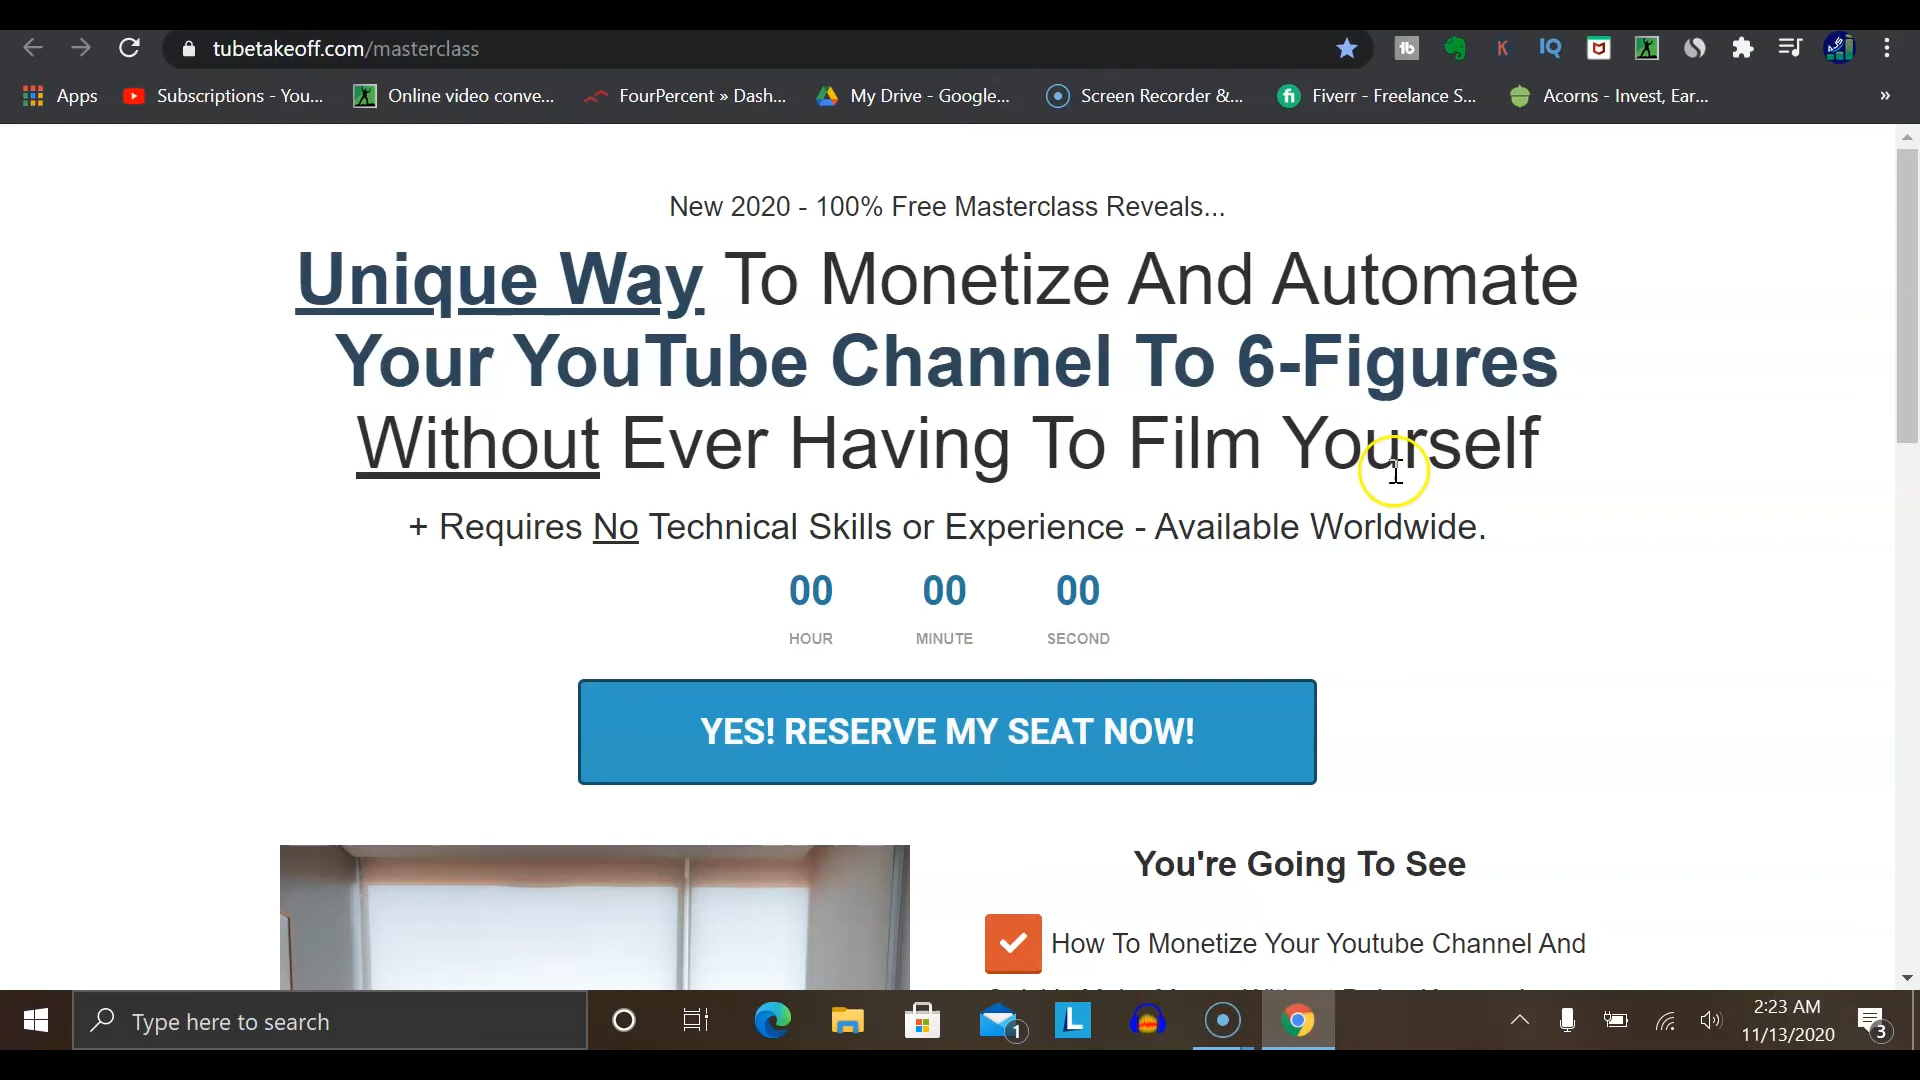 tubetakeoff.com/masterclass
Apps
Subscriptions - You...
Online video conve...
FourPercent » Dash...
My Drive - Google...
Screen Recorder &...
Fiverr - Freelance S...
Acorns - Invest, Ear...
»
New 2020 - 100% Free Masterclass Reveals...
Unique Way To Monetize And Automate
Your YouTube Channel To 6-Figures
Without Ever Having To Film Yourself
+ Requires No Technical Skills or Experience - Available Worldwide.
00 00 00
HOUR MINUTE SECOND
YES! RESERVE MY SEAT NOW!
You're Going To See
How To Monetize Your Youtube Channel And
Type here to search
1
L
2:23 AM
11/13/2020
3